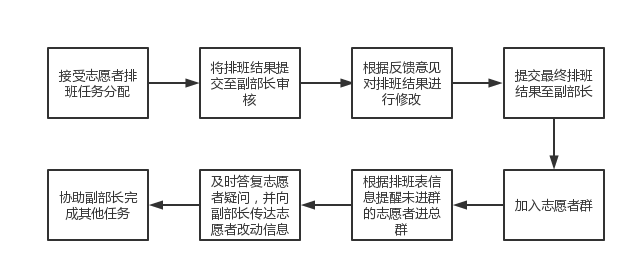 接受志愿者排
班任务分配
将排班结果提
交至副部长审
核
根据反馈意见
对排班结果进
行修改
提交最终排班
结果至副部长
加入志愿者群
根据排班表信
息提醒未进群
的志愿者进总
群
及时答复志愿
者疑问，并向
副部长传达志
愿者改动信息
协助副部长完
成其他任务